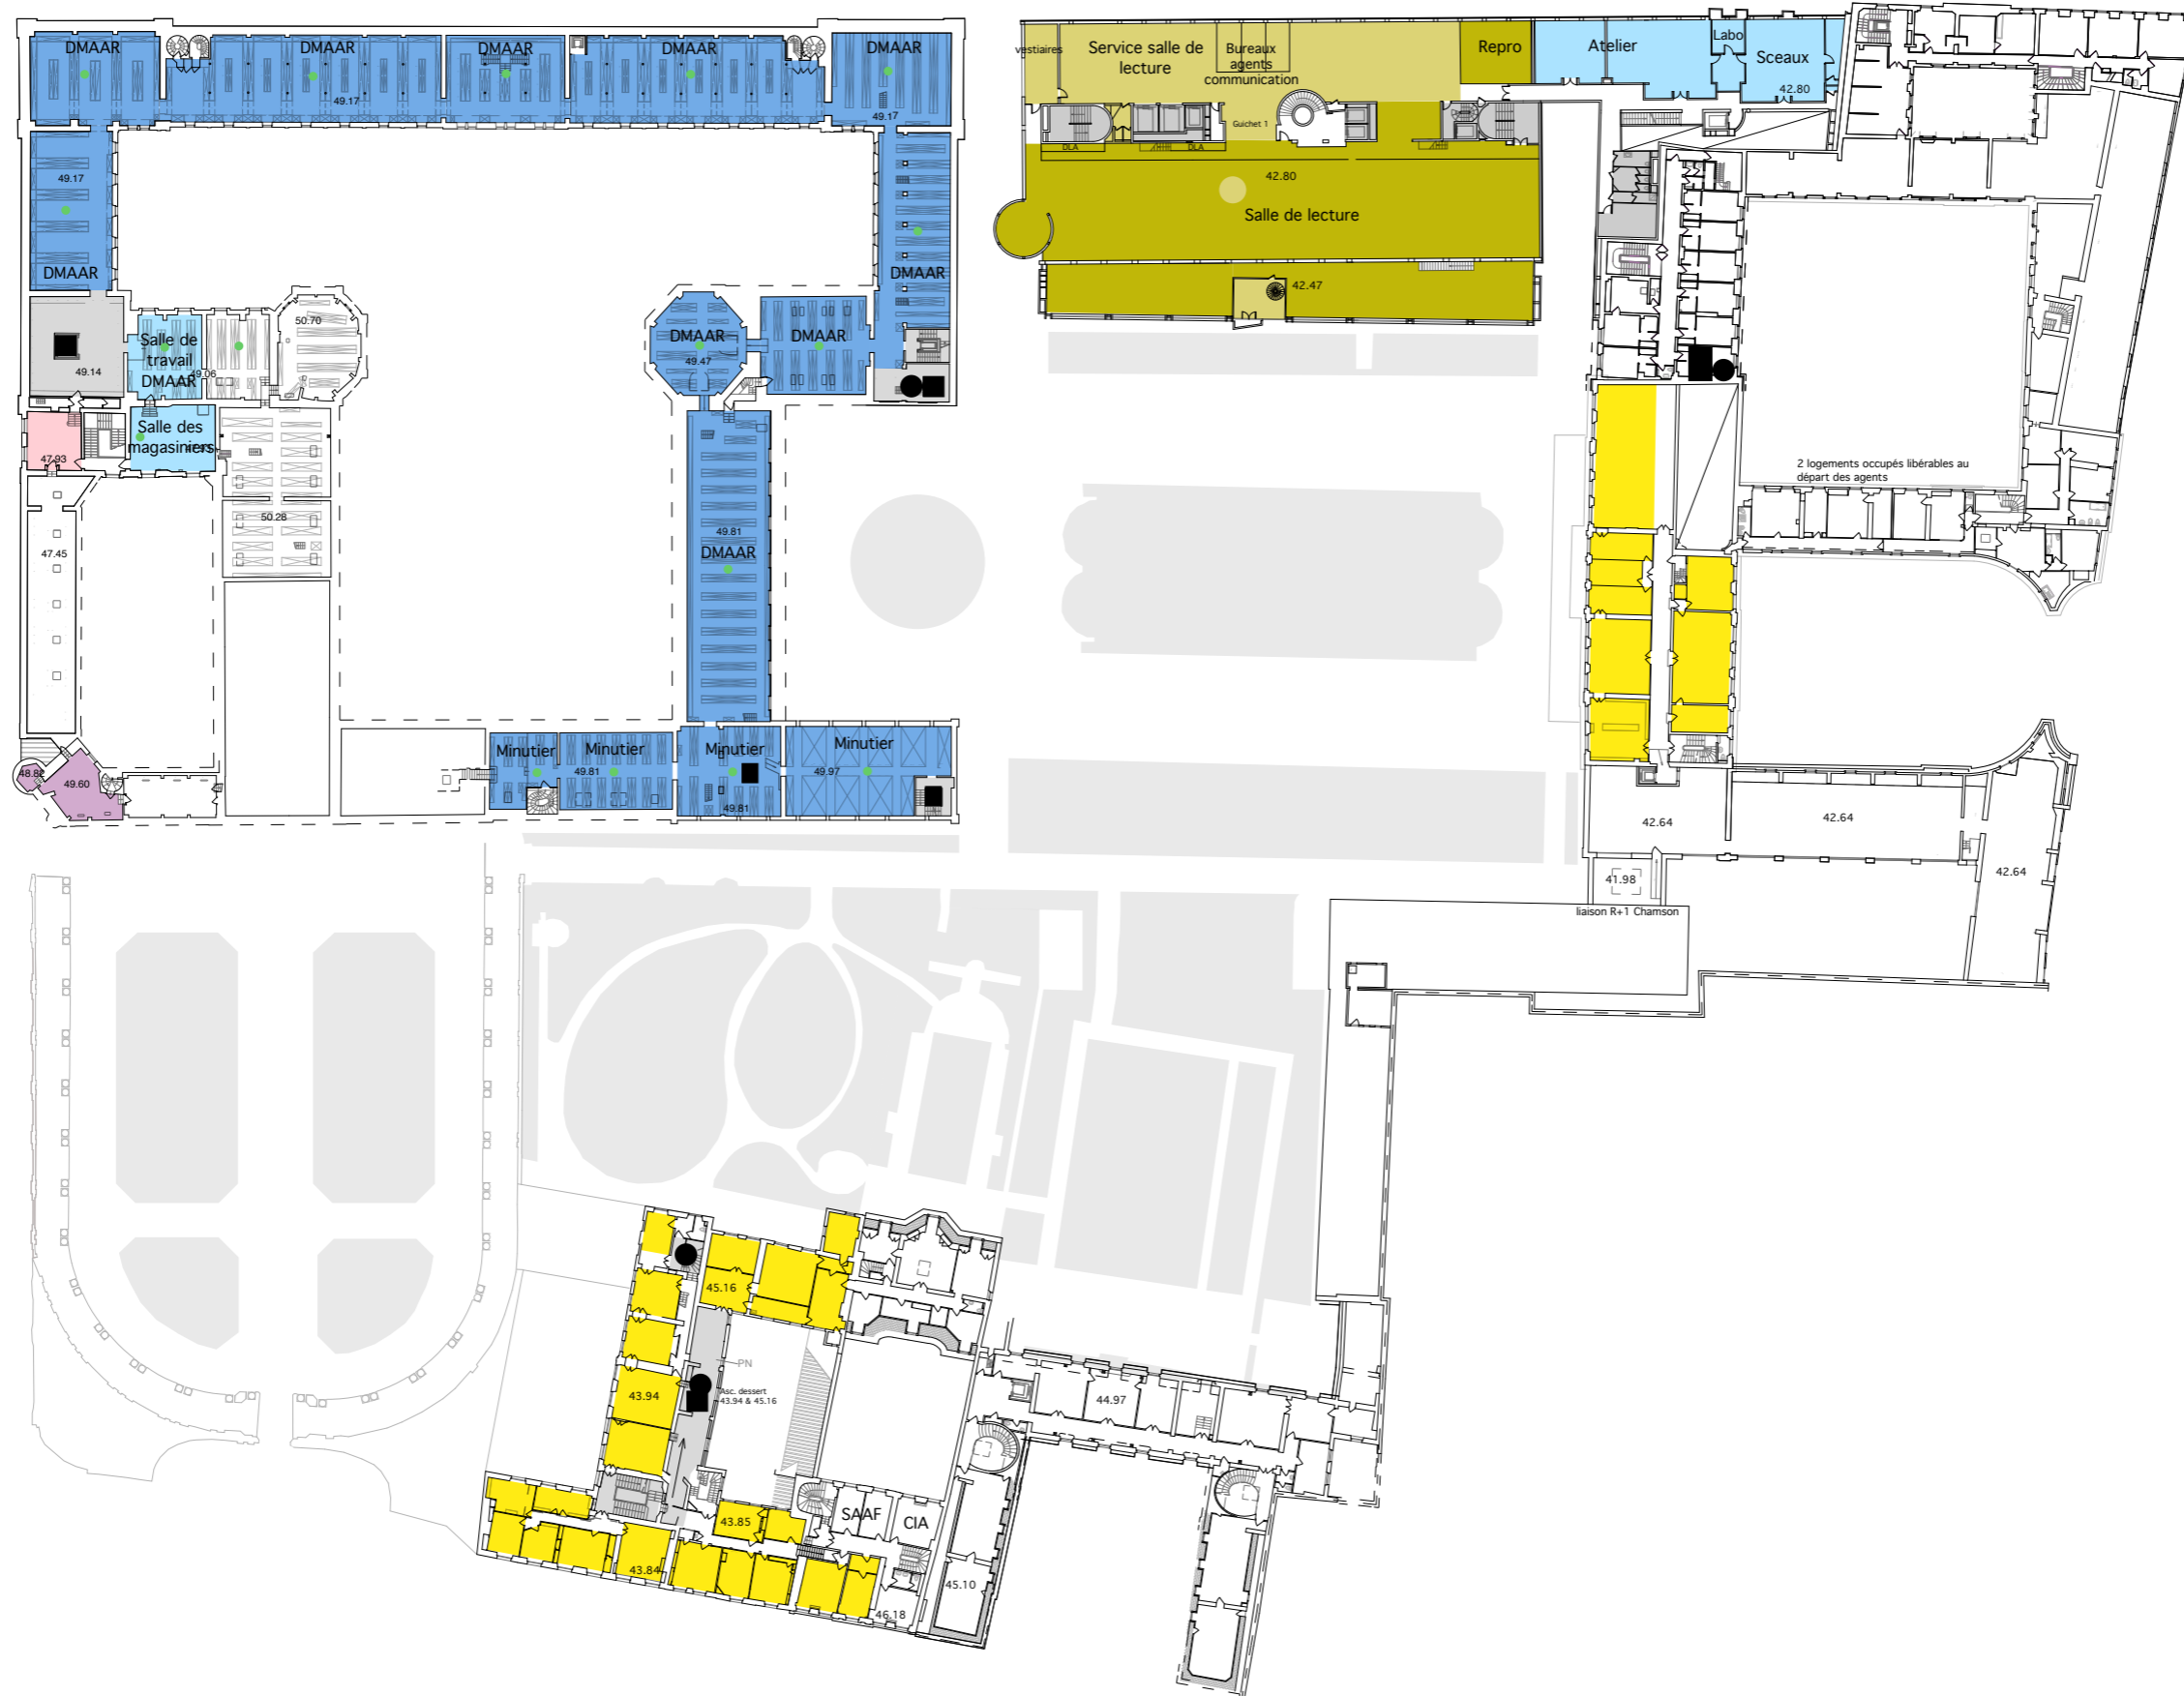 DMAAR
DMAAR
DMAAR
DMAAR
DMAAR
49.17
49.17
49.17
DMAAR
DMAAR
vestiaires
Service salle de
lecture
Bureaux
agents
communication
Repro
Atelier
Labo
Sceaux
42.80
Guichet 1
DLA
DLA
42.80
Salle de lecture
42.47
50.70
Salle de
travail
DMAAR
49.06
49.14
DMAAR
49.47
DMAAR
Salle des
magasiniers
47.93
50.28
47.45
49.81
DMAAR
2 logements occupés libérables au
départ des agents
48.82
49.60
Minutier
Minutier
49.81
Minutier
49.81
Minutier
49.97
42.64
42.64
42.64
41.98
liaison R+1 Chamson
45.16
PN
43.94
Asc. dessert
43.94 & 45.16
44.97
43.85
SAAF
CIA
43.84
45.10
46.18